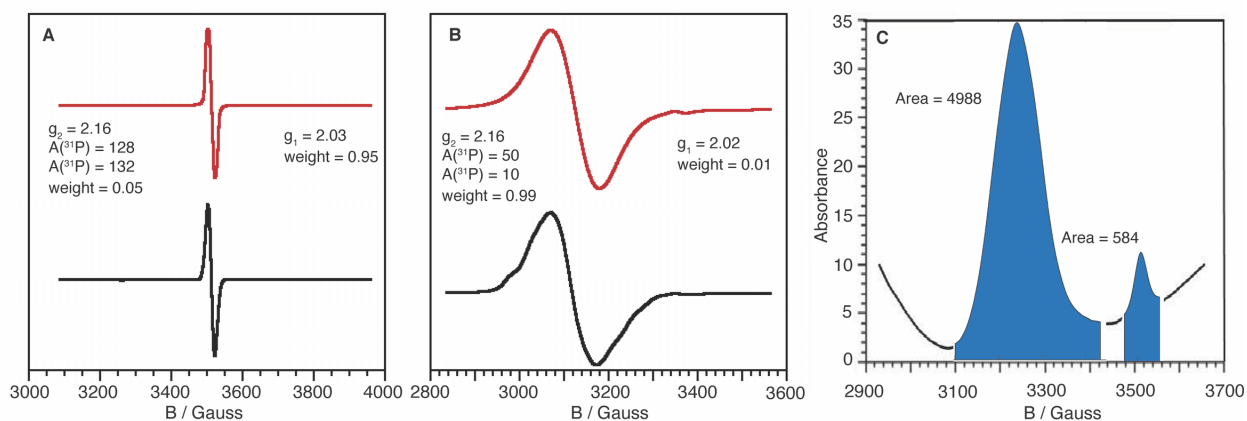 A
g₂ = 2.16
A(³¹P) = 128
A(³¹P) = 132
weight = 0.05
g₁ = 2.03
weight = 0.95
3000 3200 3400 3600 3800 4000
B / Gauss
B
g₂ = 2.16
A(³¹P) = 50
A(³¹P) = 10
weight = 0.99
g₁ = 2.02
weight = 0.01
2800 3000 3200 3400 3600
B / Gauss
C
Absorbance
35
30
25
20
15
10
5
0
Area = 4988
Area = 584
2900 3100 3300 3500 3700
B / Gauss